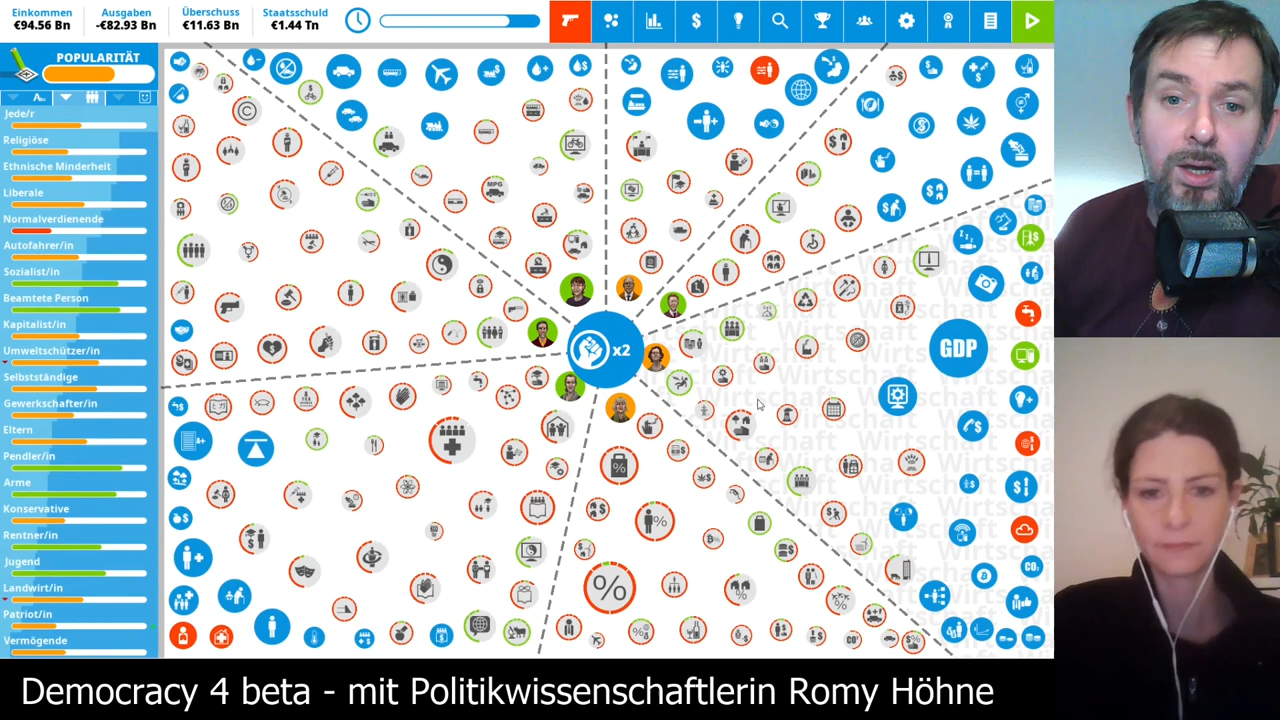 Einkommen
€94.56 Bn
Ausgaben
-€82.93 Bn
Überschuss
€11.63 Bn
Staatsschuld
€1.44 Tn
POPULARITÄT
Jede/r
Religiöse
Ethnische Minderheit
Liberale
Normalverdienende
Autofahrer/in
Sozialist/in
Beamtete Person
Kapitalist/in
Umweltschützer/in
Selbstständige
Gewerkschafter/in
Eltern
Pendler/in
Arme
Konservative
Rentner/in
Jugend
Landwirt/in
Patriot/in
Vermögende
x2
GDP
MPG
CO²
Wirtschaft Wirtschaft
Democracy 4 beta - mit Politikwissenschaftlerin Romy Höhne